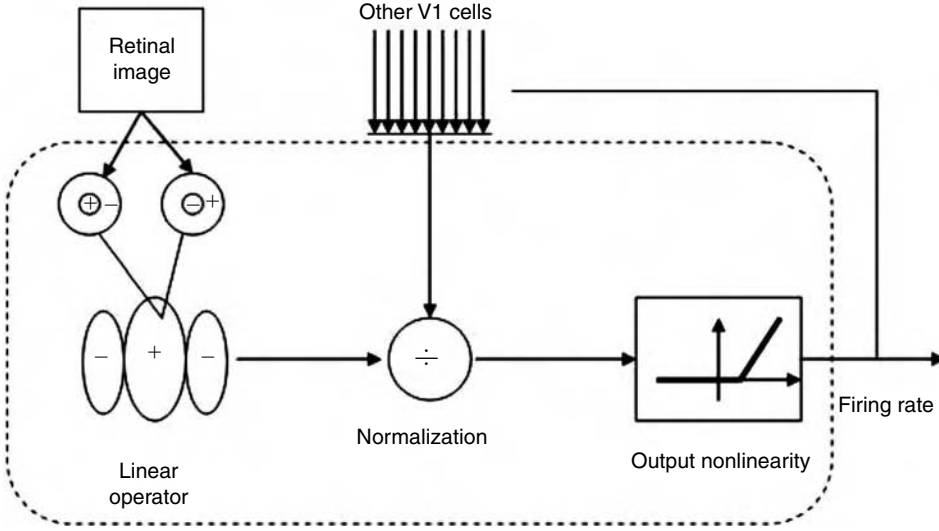 Other V1 cells
Retinal
image
+ −
− +
− + −
÷
Normalization
Linear
operator
Output nonlinearity
Firing rate